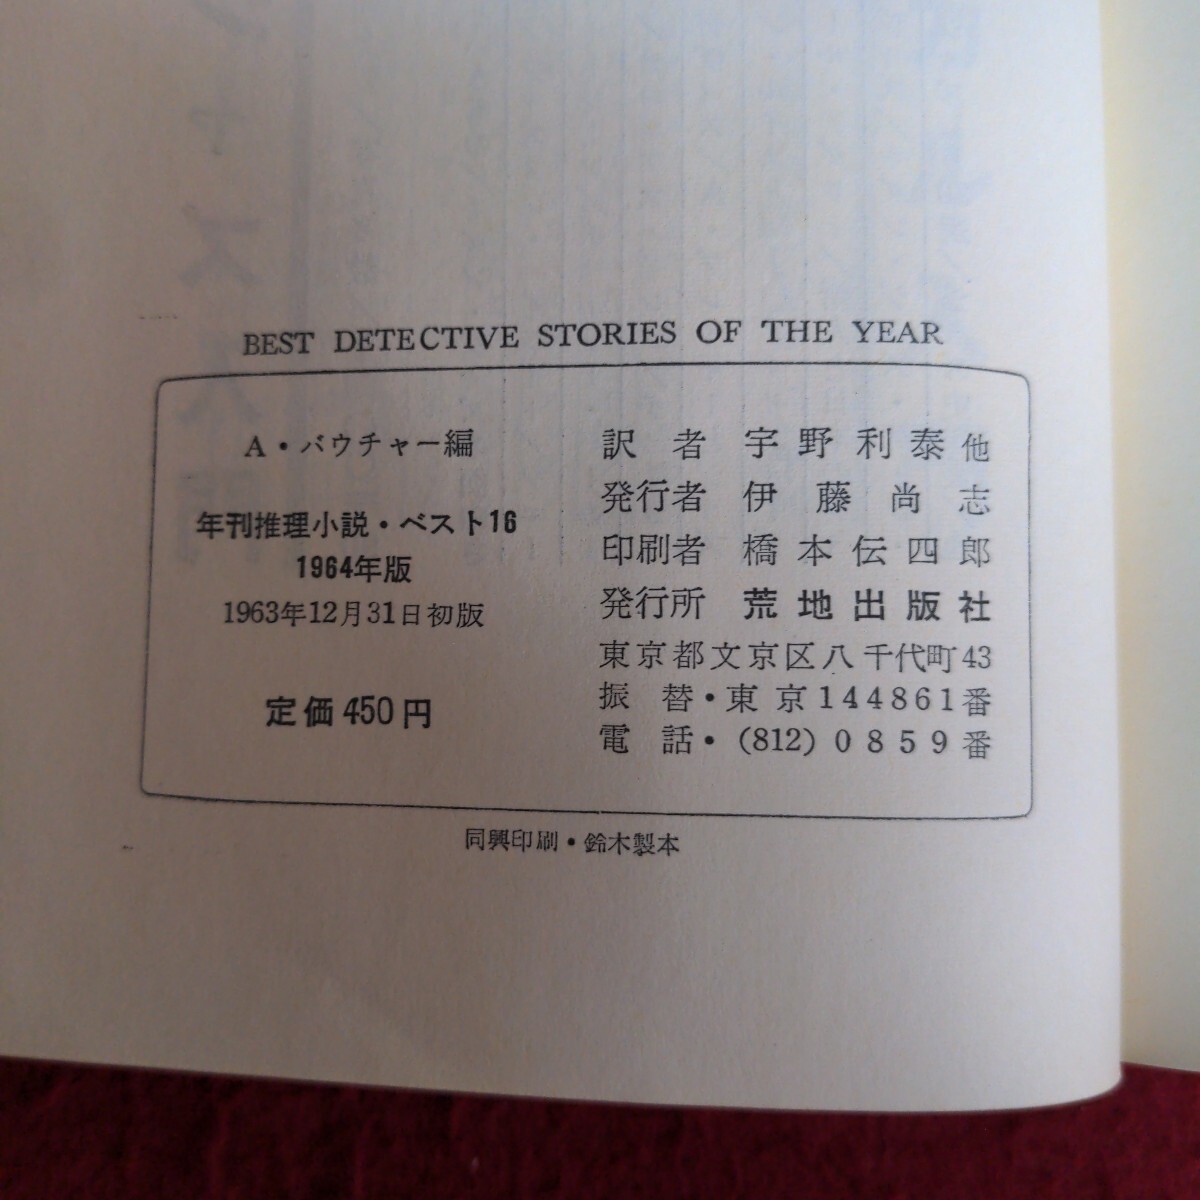 BEST DETECTIVE STORIES OF THE YEAR
A・バウチャー編
年刊推理小説・ベスト16
1964年版
1963年12月31日初版
定価450円
訳者 宇野利泰他
発行者 伊藤尚志
印刷者 橋本伝四郎
発行所 荒地出版社
東京都文京区八千代町43
振替・東京144861番
電話・(812)0859番
同興印刷・鈴木製本